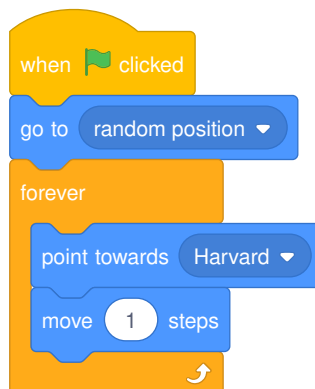 when clicked
go to random position
forever
point towards Harvard
move 1 steps